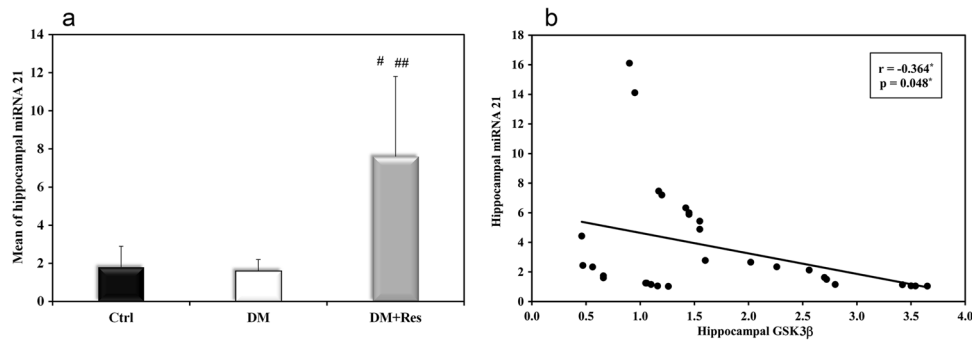 a
Mean of hippocampal miRNA 21
14
12
10
8
6
4
2
0
# ##
Ctrl DM DM+Res
b
Hippocampal miRNA 21
18
16
14
12
10
8
6
4
2
0
r = -0.364*
p = 0.048*
0.0 0.5 1.0 1.5 2.0 2.5 3.0 3.5 4.0
Hippocampal GSK3β